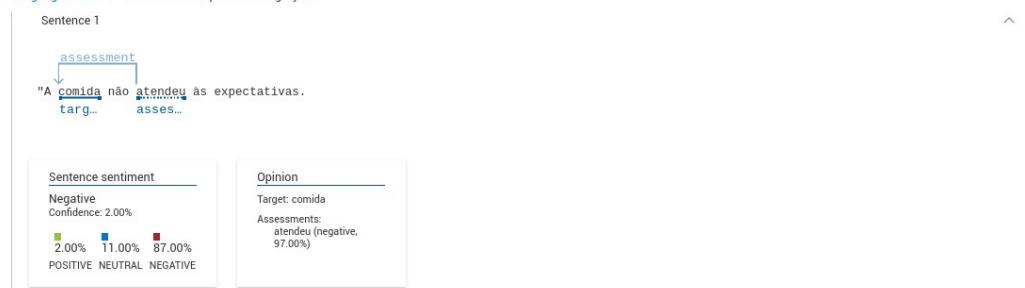 Sentence 1
assessment
"A comida não atendeu às expectativas.
targ… asses…
Sentence sentiment
Negative
Confidence: 2.00%
2.00% 11.00% 87.00%
POSITIVE NEUTRAL NEGATIVE
Opinion
Target: comida
Assessments:
atendeu (negative,
97.00%)